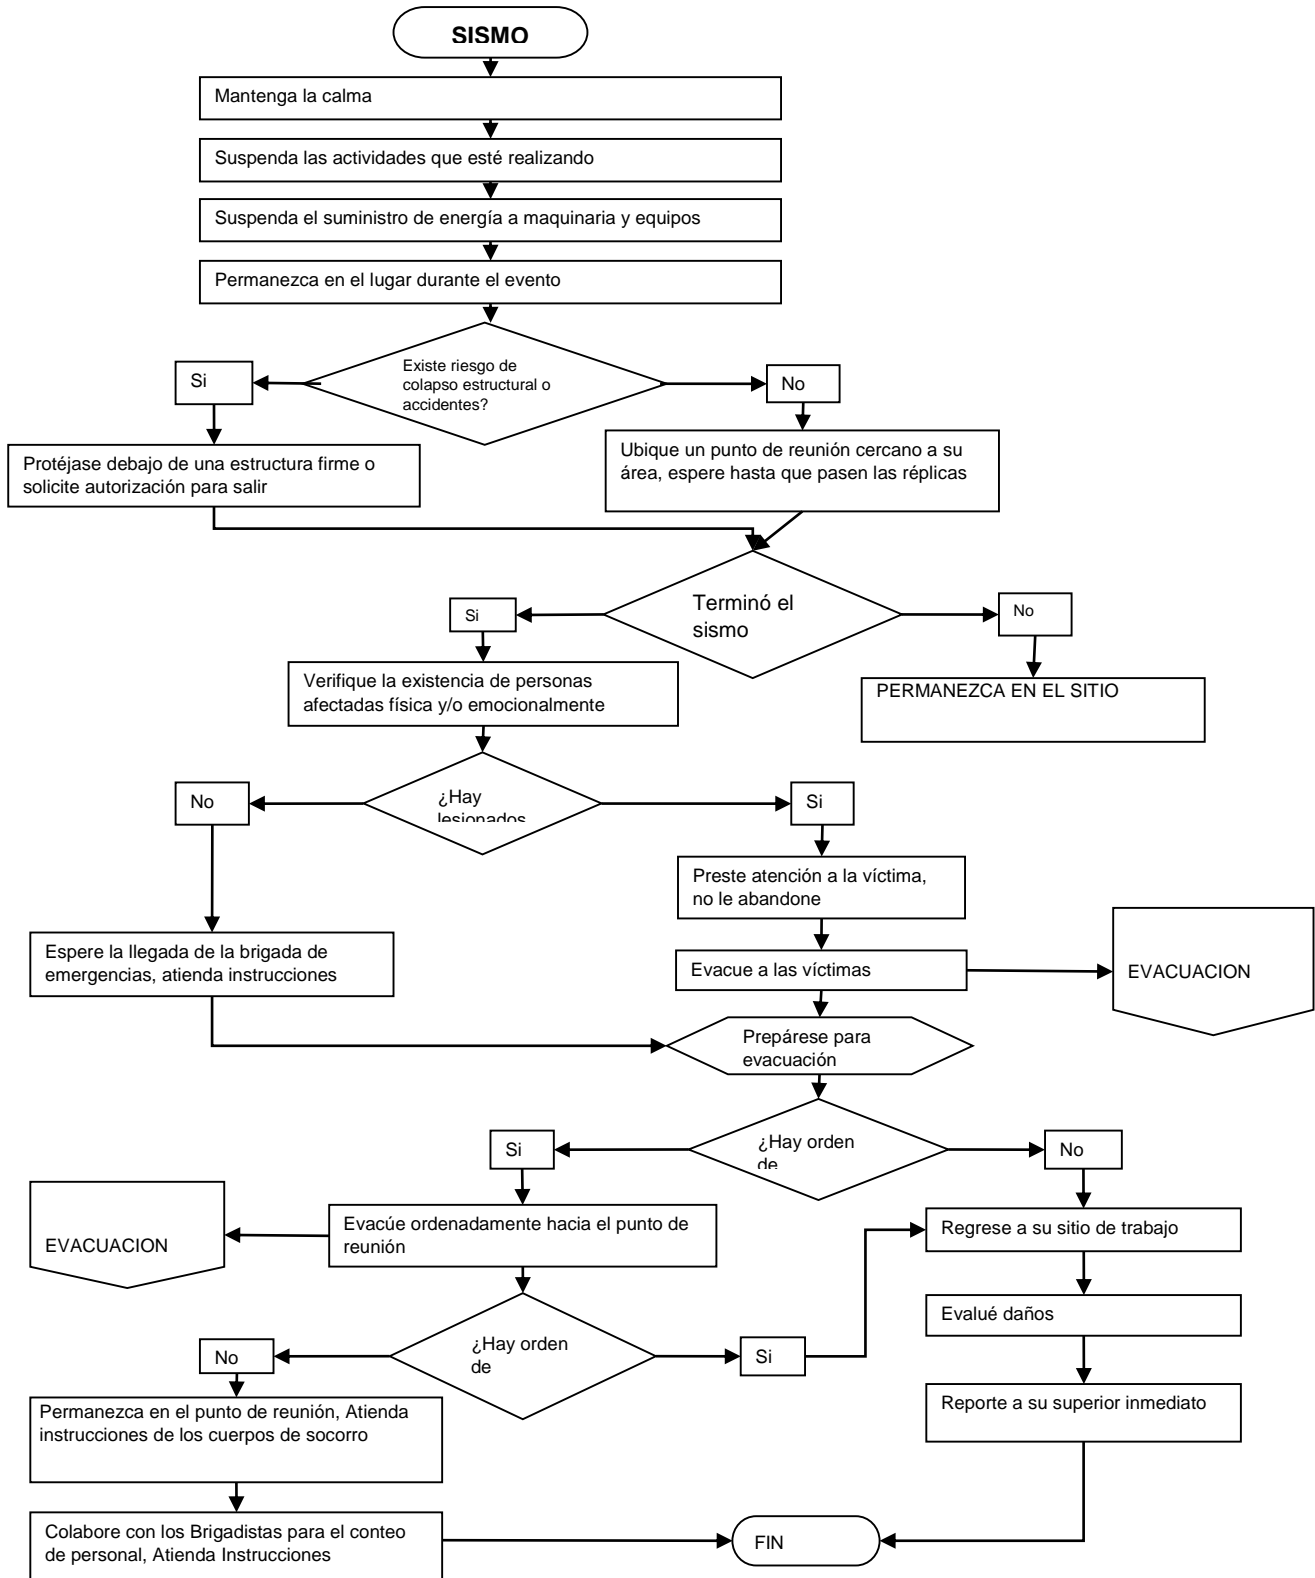 SISMO
Mantenga la calma
Suspenda las actividades que esté realizando
Suspenda el suministro de energía a maquinaria y equipos
Permanezca en el lugar durante el evento
Existe riesgo de
colapso estructural o
accidentes?
Si
No
Protéjase debajo de una estructura firme o
solicite autorización para salir
Ubique un punto de reunión cercano a su
área, espere hasta que pasen las réplicas
Terminó el
sismo
Si
No
Verifique la existencia de personas
afectadas física y/o emocionalmente
PERMANEZCA EN EL SITIO
¿Hay
lesionados
No
Si
Preste atención a la víctima,
no le abandone
Espere la llegada de la brigada de
emergencias, atienda instrucciones
Evacue a las víctimas
EVACUACION
Prepárese para
evacuación
¿Hay orden
de
Si
No
EVACUACION
Evacúe ordenadamente hacia el punto de
reunión
Regrese a su sitio de trabajo
Evalué daños
¿Hay orden
de
No
Si
Permanezca en el punto de reunión, Atienda
instrucciones de los cuerpos de socorro
Reporte a su superior inmediato
Colabore con los Brigadistas para el conteo
de personal, Atienda Instrucciones
FIN